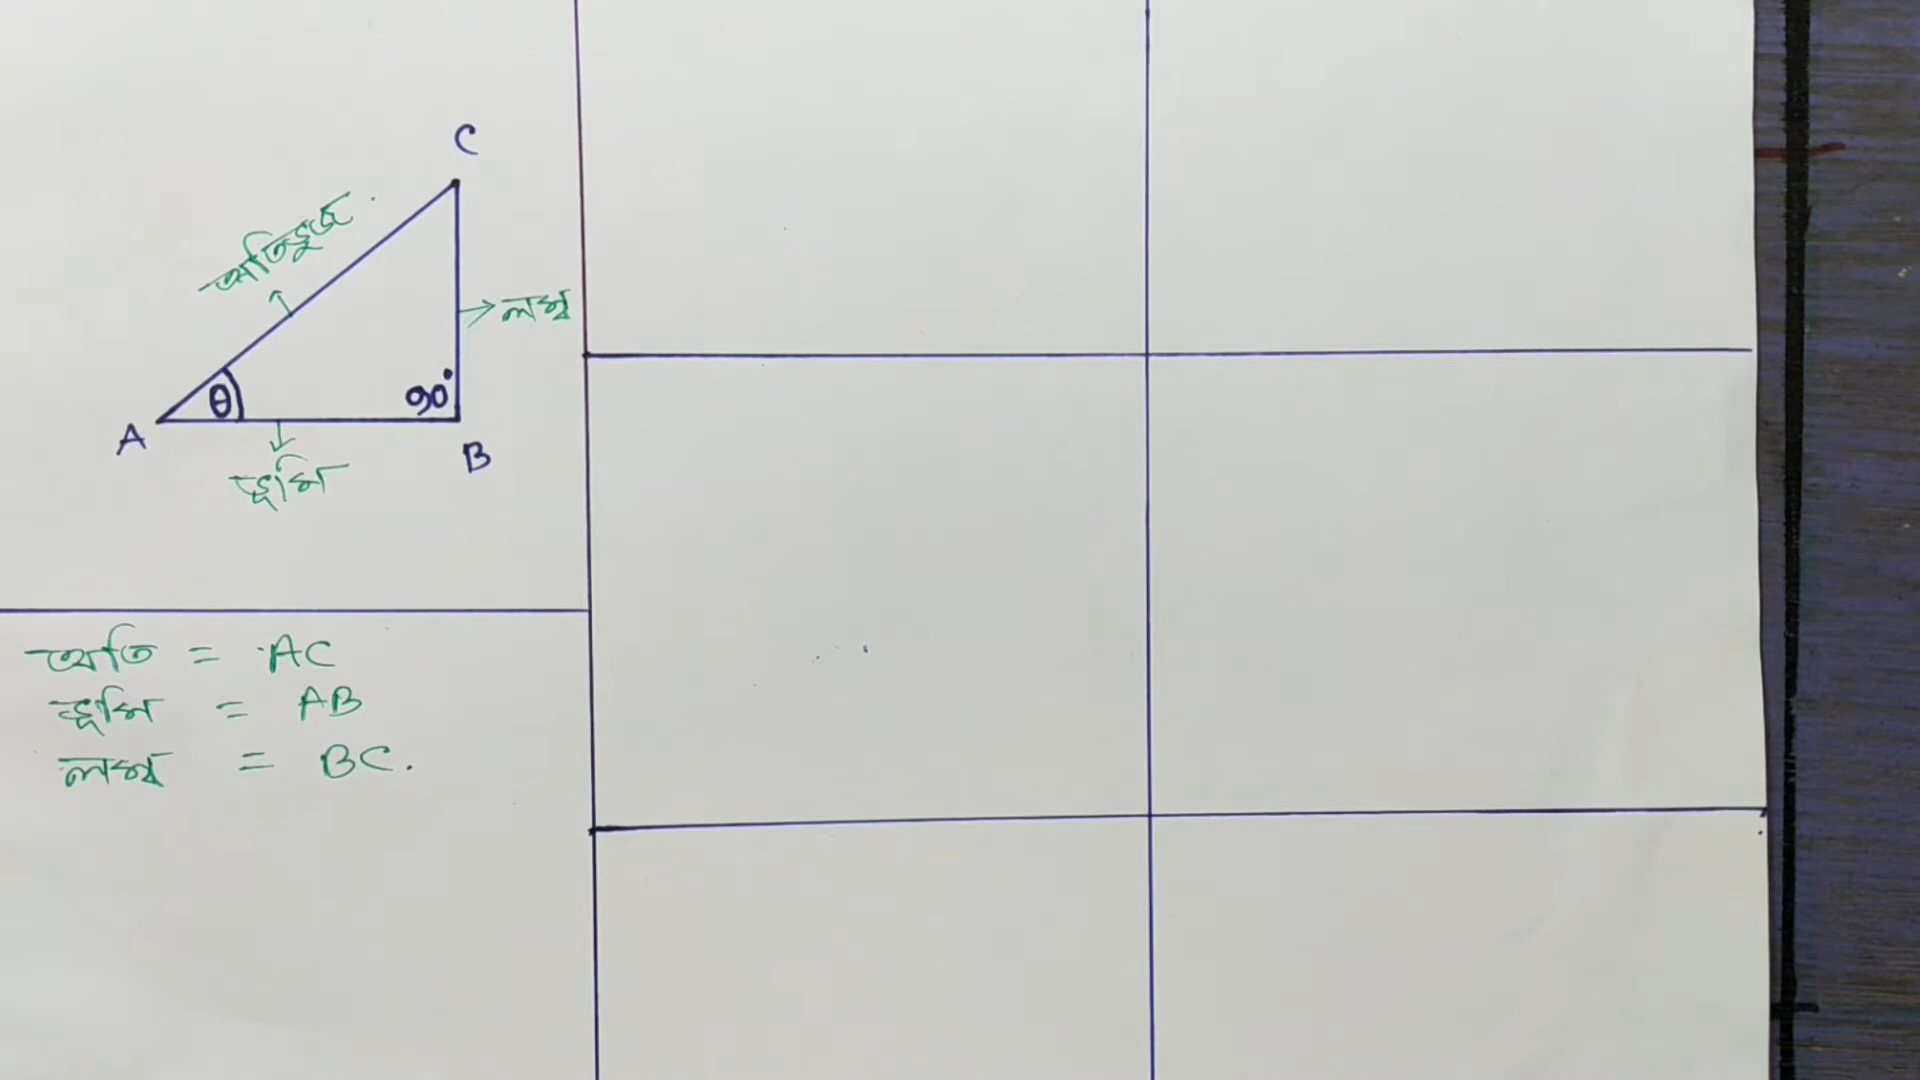 C
অতিভুজ
→ লম্ব
θ
90°
A
B
ভূমি
অতি = AC
ভূমি = AB
লম্ব = BC.